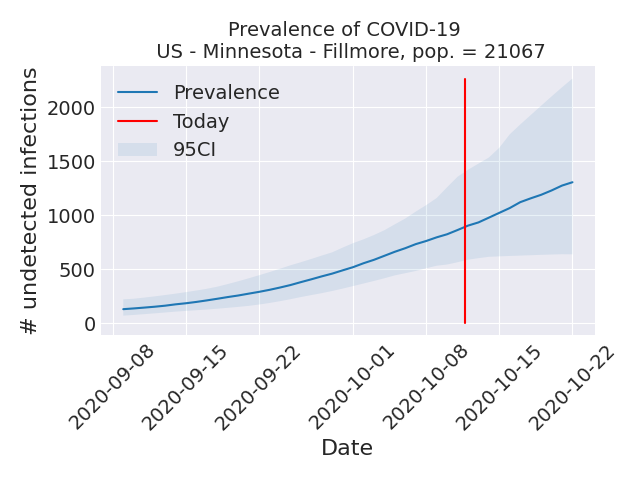 Prevalence of COVID-19
US - Minnesota - Fillmore, pop. = 21067
# undetected infections
2000
1500
1000
500
0
Prevalence
Today
95CI
2020-09-08
2020-09-15
2020-09-22
2020-10-01
2020-10-08
2020-10-15
2020-10-22
Date